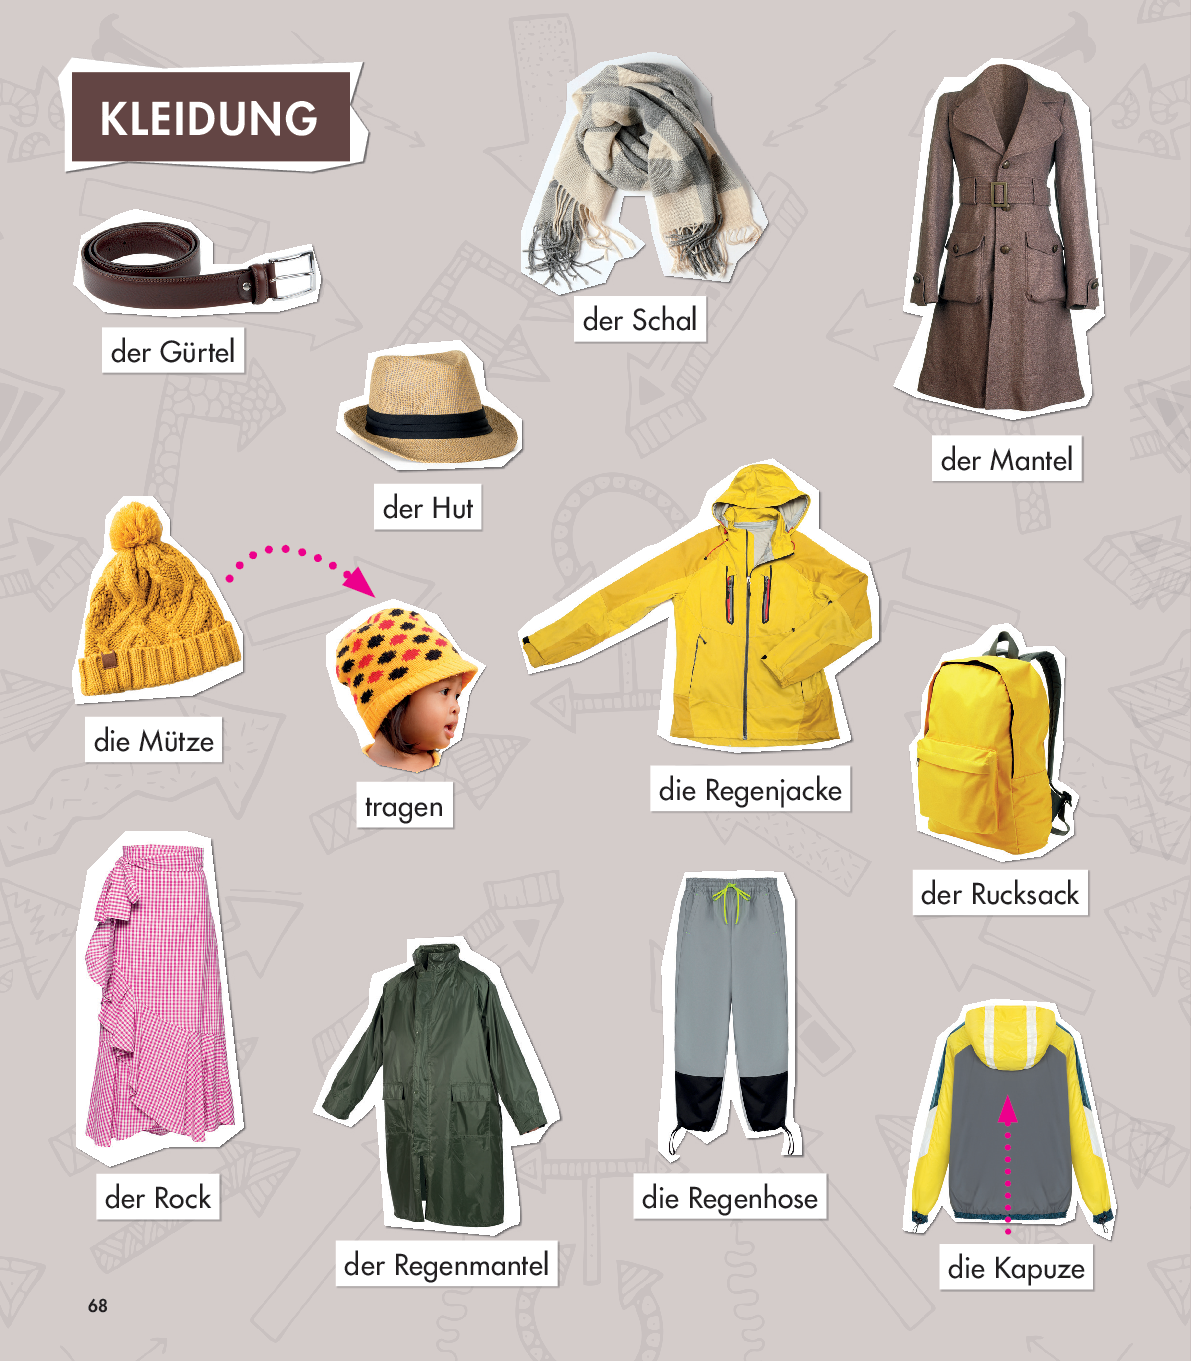 KLEIDUNG
der Gürtel
der Schal
der Mantel
der Hut
die Mütze
tragen
die Regenjacke
der Rucksack
der Rock
der Regenmantel
die Regenhose
die Kapuze
68